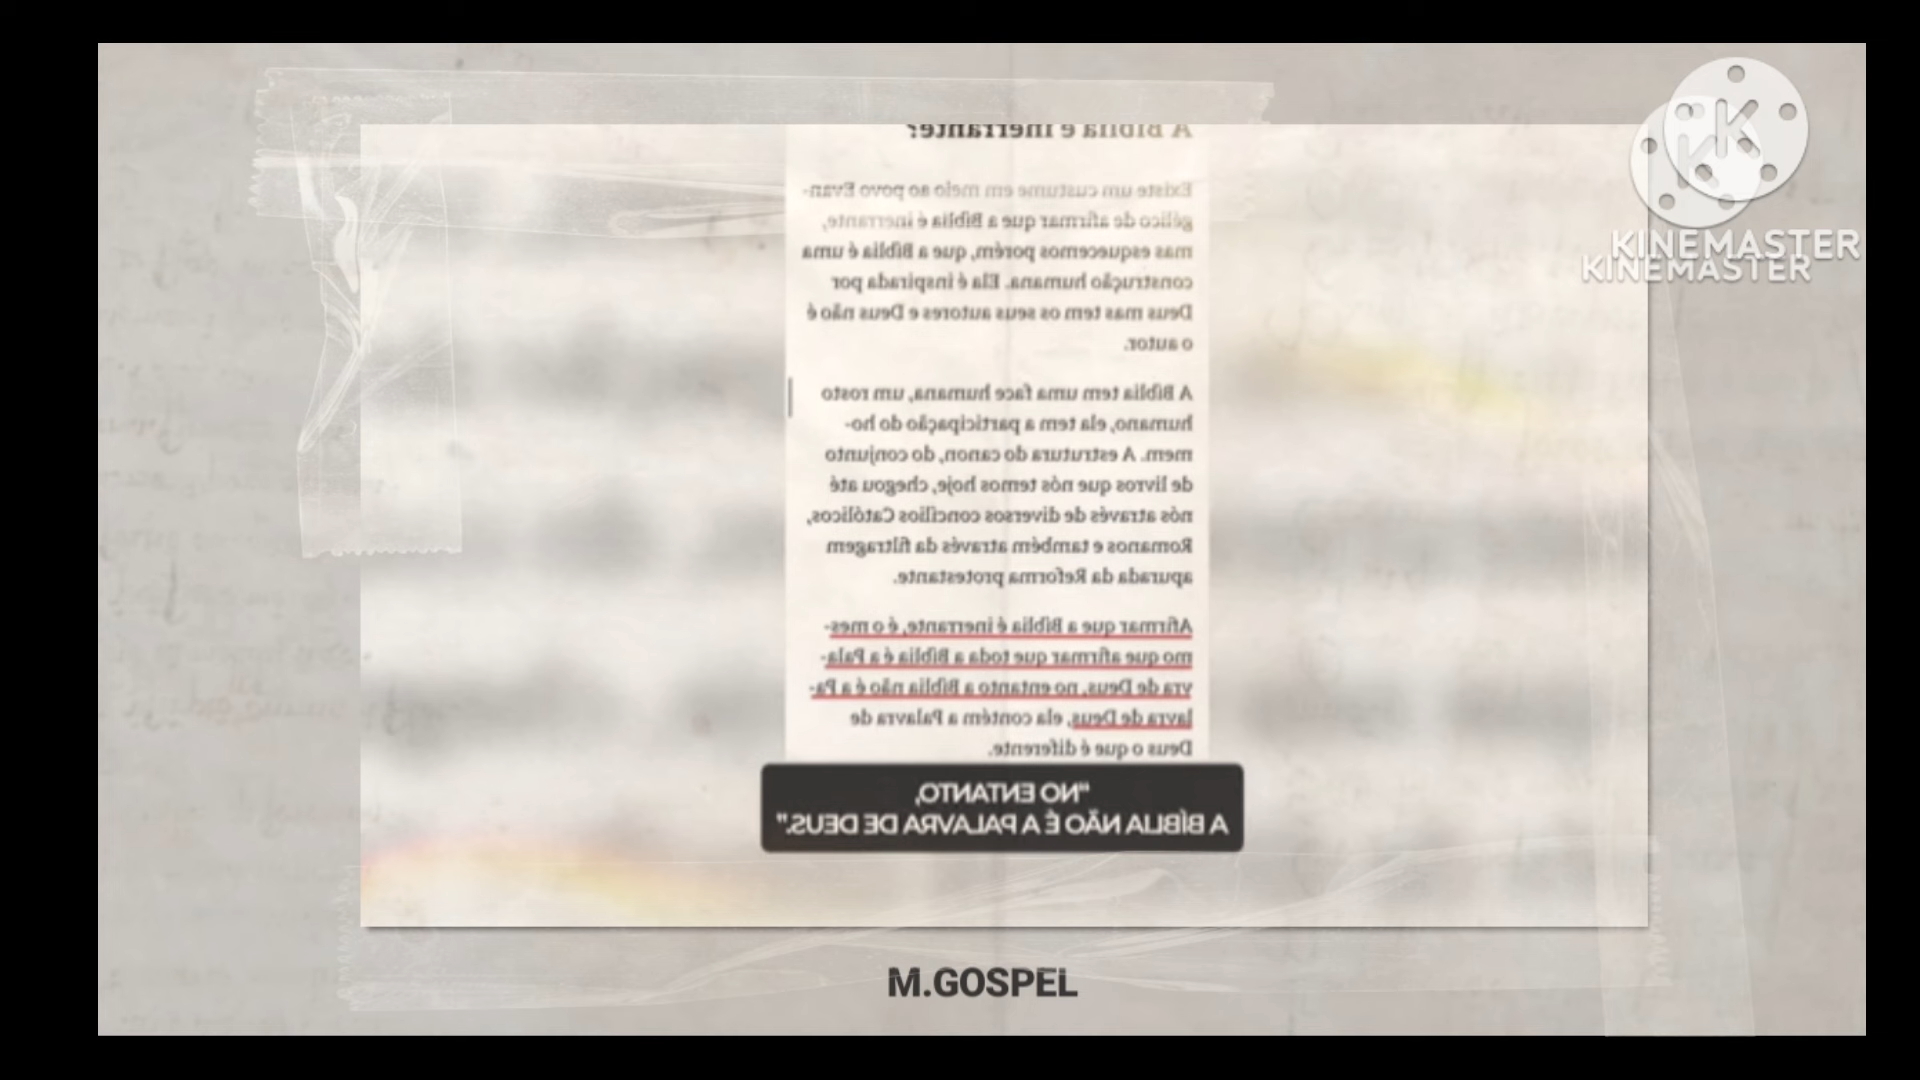 A Bíblia é inerrante?
Existe um custume em meio ao povo Evan-
gélico de afirmar que a Bíblia é inerrante,
mas esquecemos porém, que a Bíblia é uma
construção humana. Ela é inspirada por
Deus mas tem os seus autores e Deus não é
o autor.
A Bíblia tem uma face humana, um rosto
humano, ela tem a participação do ho-
mem. A estrutura do canon, do conjunto
de livros que nós temos hoje, chegou até
nós através de diversos concílios Católicos,
Romanos e também através da filtragem
apurada da Reforma protestante.
Afirmar que a Bíblia é inerrante, é o mes-
mo que afirmar que toda a Bíblia é a Pala-
vra de Deus, no entanto a Bíblia não é a Pa-
lavra de Deus, ela contém a Palavra de
Deus o que é diferente.
"NO ENTANTO,
A BÍBLIA NÃO É A PALAVRA DE DEUS."
M.GOSPEL
KINEMASTER
KINEMASTER